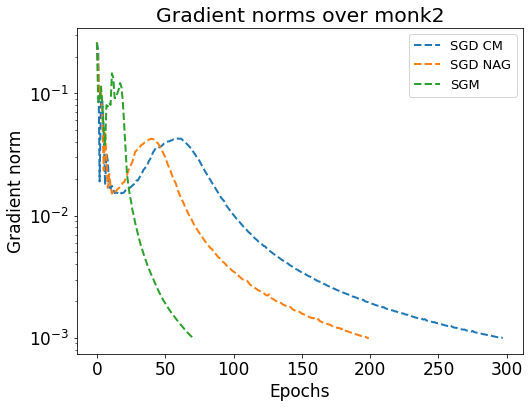 Gradient norms over monk2
SGD CM
SGD NAG
SGM
Gradient norm
10⁻¹
10⁻²
10⁻³
0 50 100 150 200 250 300
Epochs